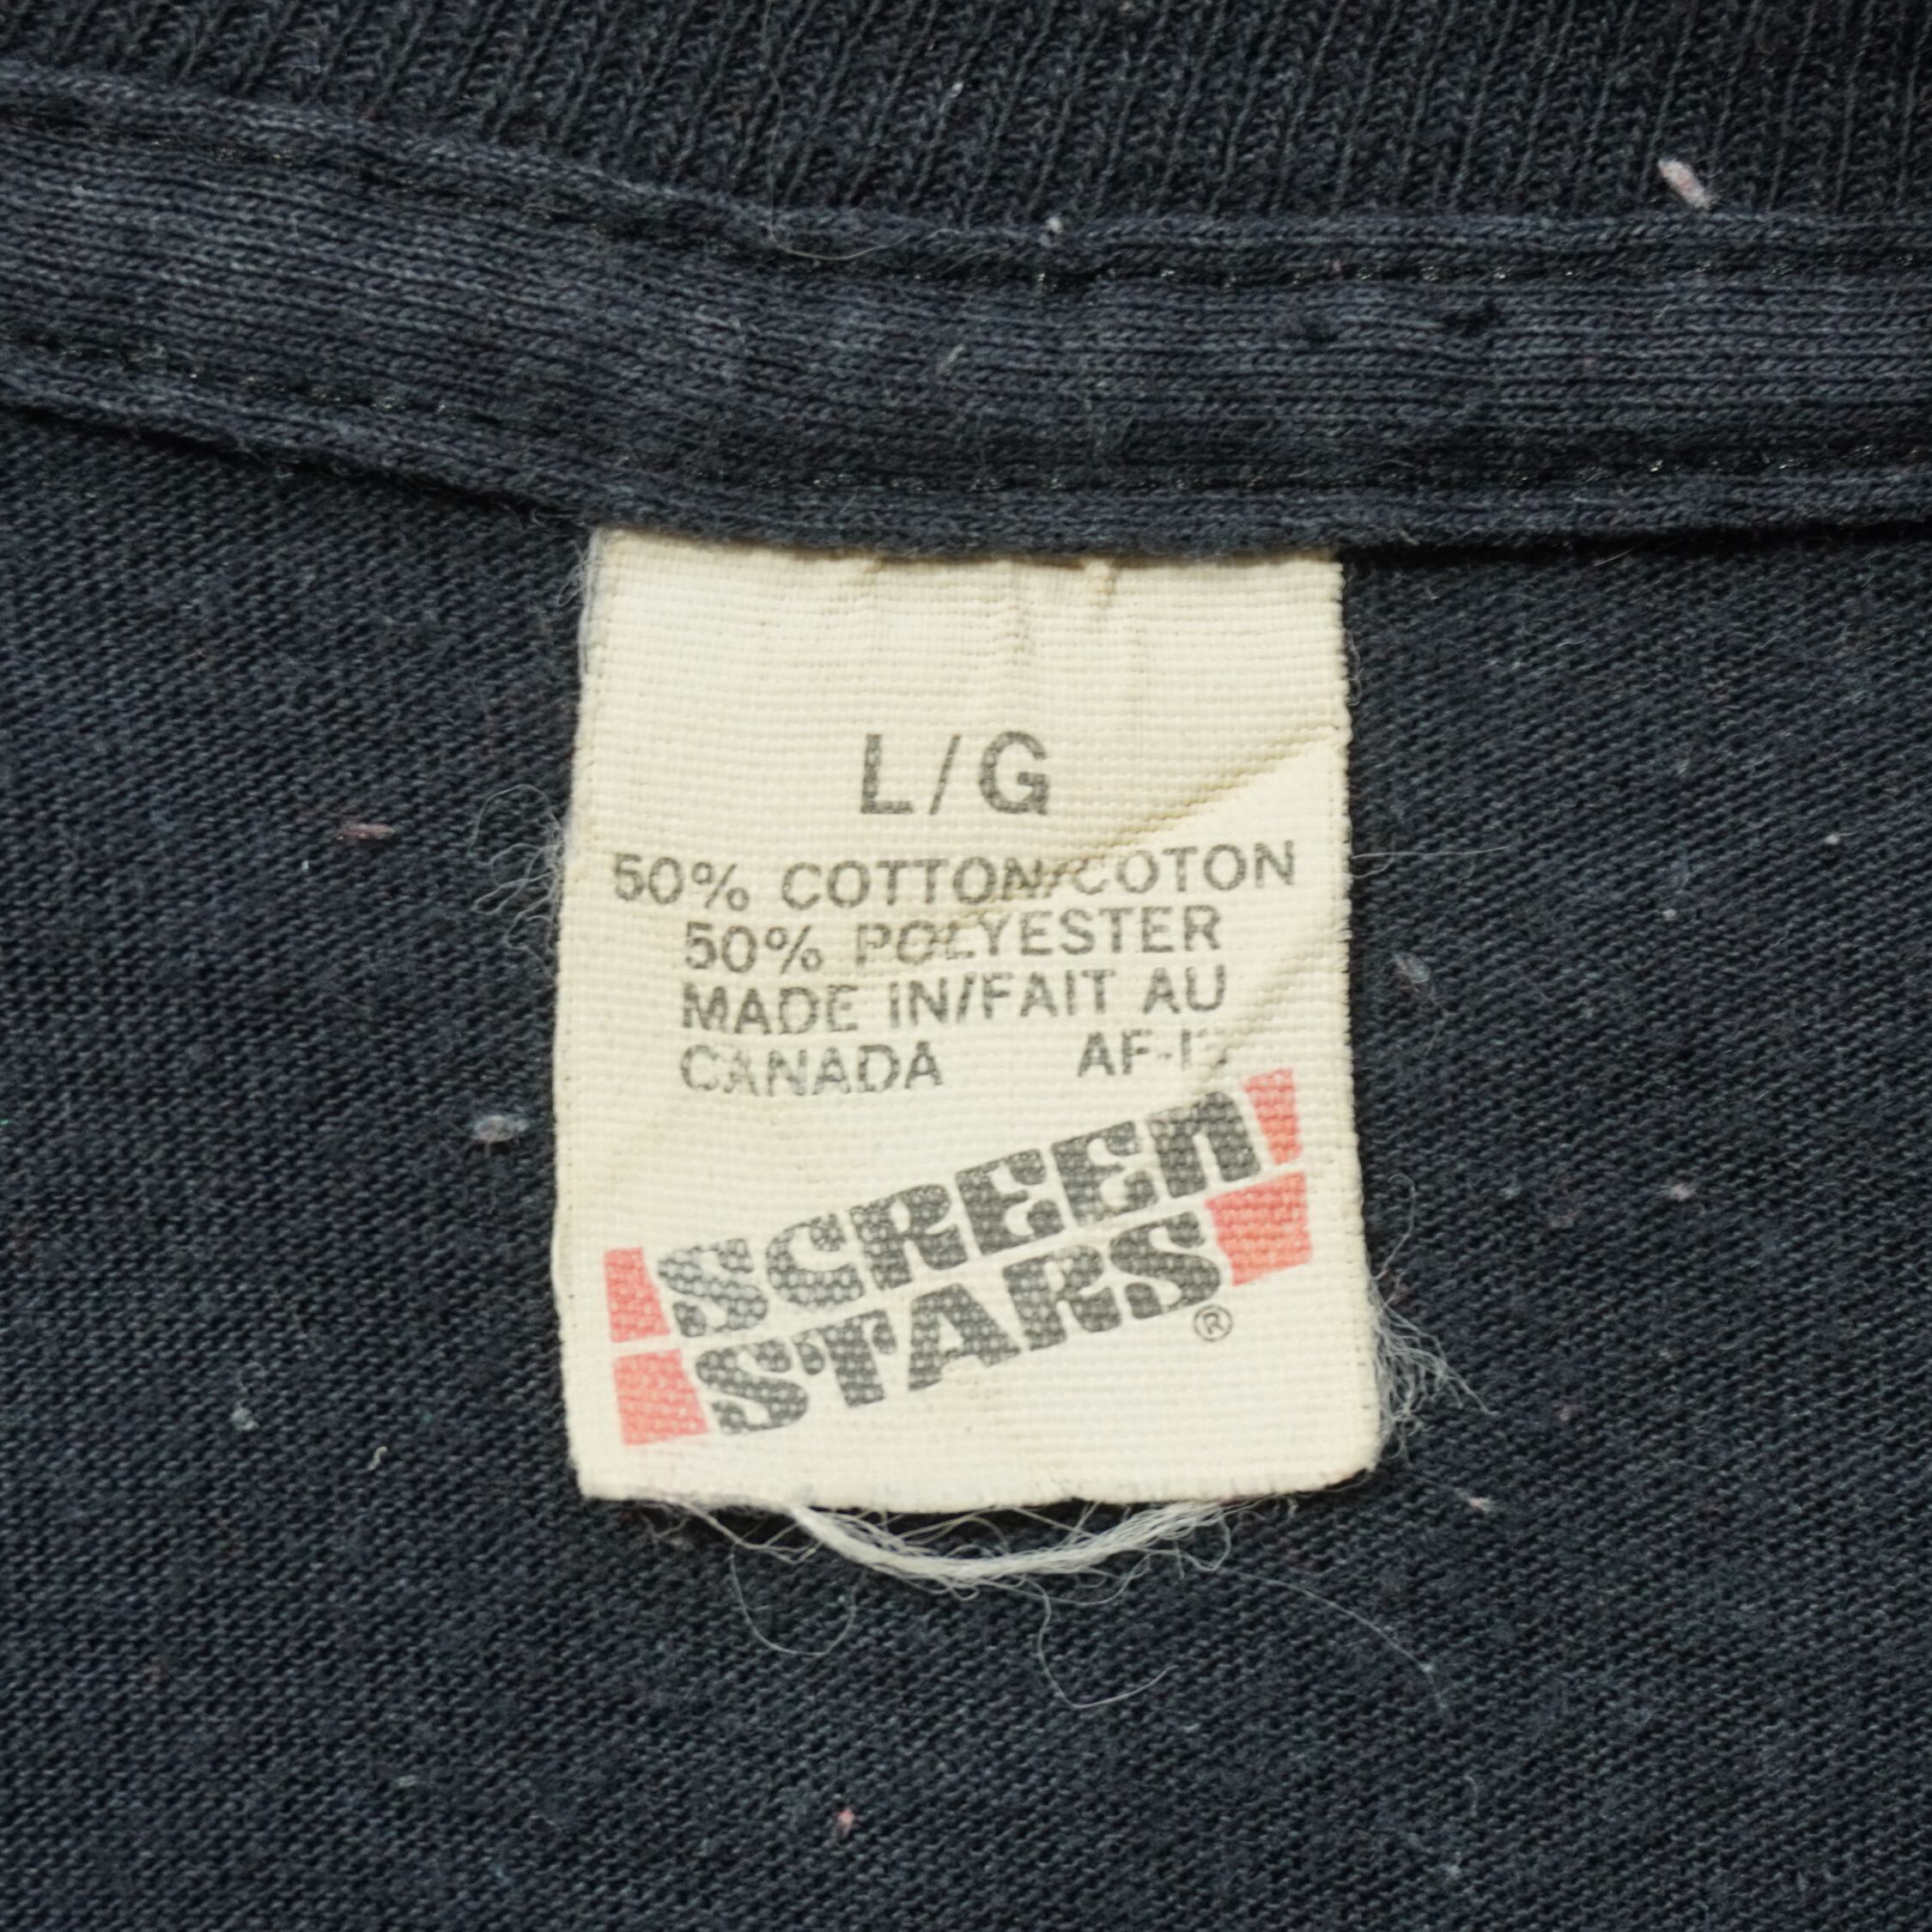 L/G
50% COTTON/COTON
50% POLYESTER
MADE IN/FAIT AU
CANADA
SCREEN
STARS®